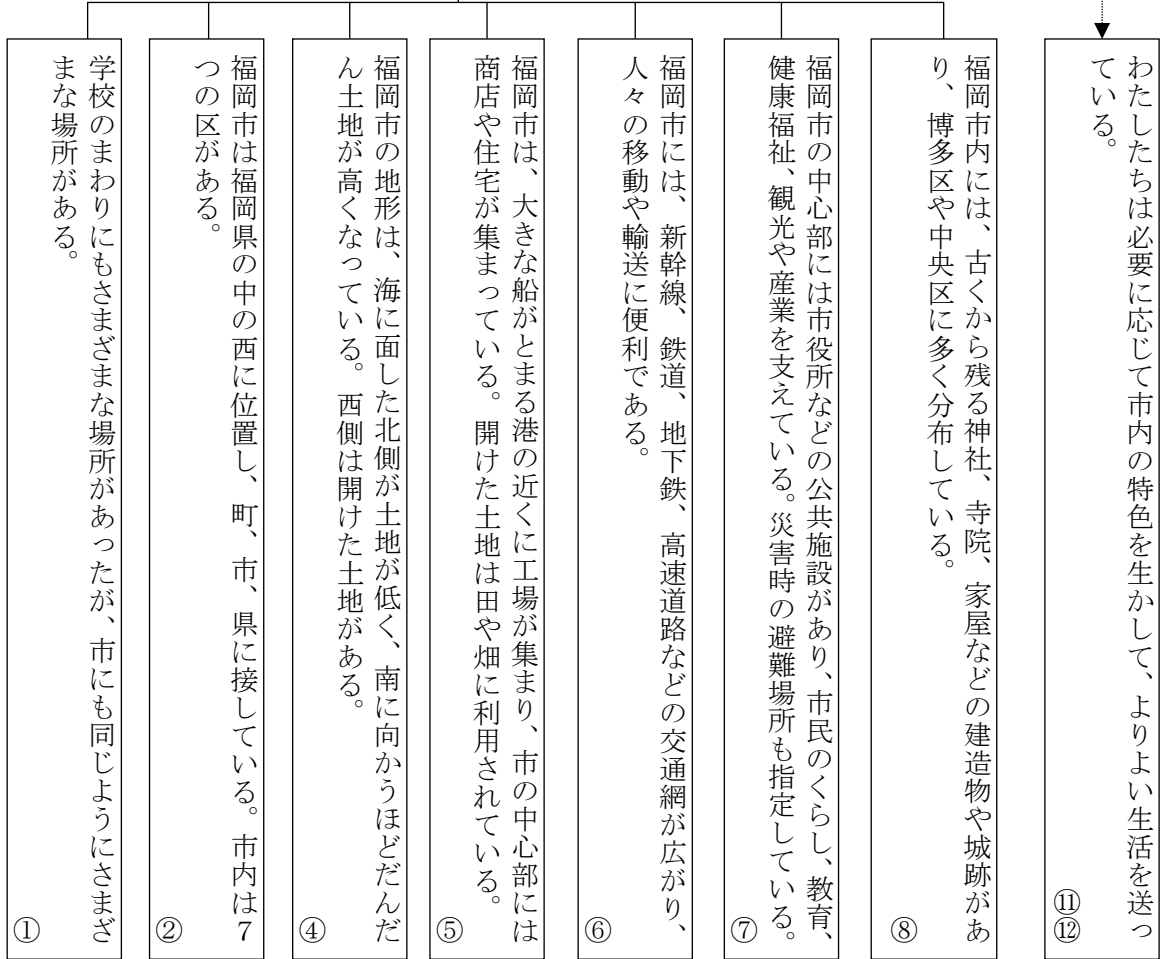 わたしたちは必要に応じて市内の特色を生かして、よりよい生活を送っ
ている。
⑪
⑫
福岡市内には、古くから残る神社、寺院、家屋などの建造物や城跡があ
り、博多区や中央区に多く分布している。
⑧
福岡市の中心部には市役所などの公共施設があり、市民のくらし、教育、
健康福祉、観光や産業を支えている。災害時の避難場所も指定している。
⑦
福岡市には、新幹線、鉄道、地下鉄、高速道路などの交通網が広がり、
人々の移動や輸送に便利である。
⑥
福岡市は、大きな船がとまる港の近くに工場が集まり、市の中心部には
商店や住宅が集まっている。開けた土地は田や畑に利用されている。
⑤
福岡市の地形は、海に面した北側が土地が低く、南に向かうほどだんだ
ん土地が高くなっている。西側は開けた土地がある。
④
福岡市は福岡県の中の西に位置し、町、市、県に接している。市内は7
つの区がある。
②
学校のまわりにもさまざまな場所があったが、市にも同じようにさまざ
まな場所がある。
①